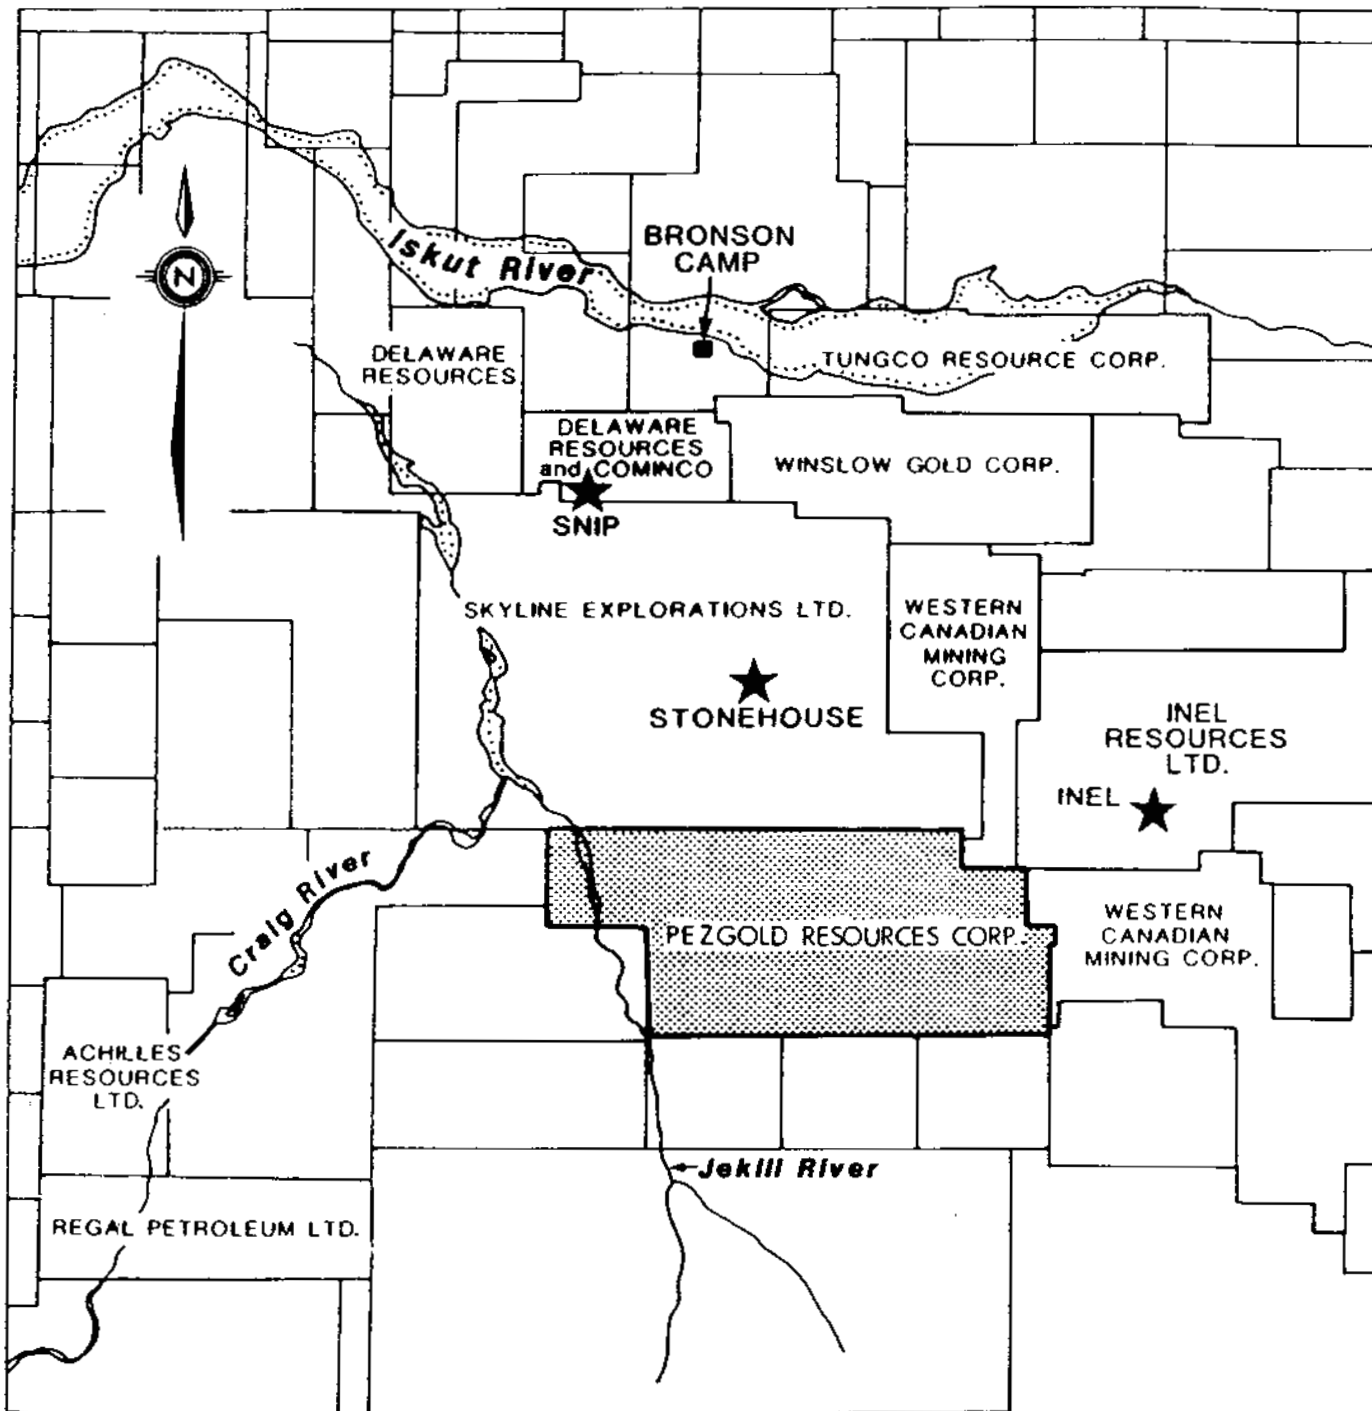 N
Iskut River
BRONSON
CAMP
DELAWARE
RESOURCES
TUNGCO RESOURCE CORP.
DELAWARE
RESOURCES
and COMINCO
WINSLOW GOLD CORP.
SNIP
SKYLINE EXPLORATIONS LTD.
WESTERN
CANADIAN
MINING
CORP.
STONEHOUSE
INEL
RESOURCES
LTD.
INEL
Craig River
PEZGOLD RESOURCES CORP.
WESTERN
CANADIAN
MINING CORP.
ACHILLES
RESOURCES
LTD.
Jekill River
REGAL PETROLEUM LTD.